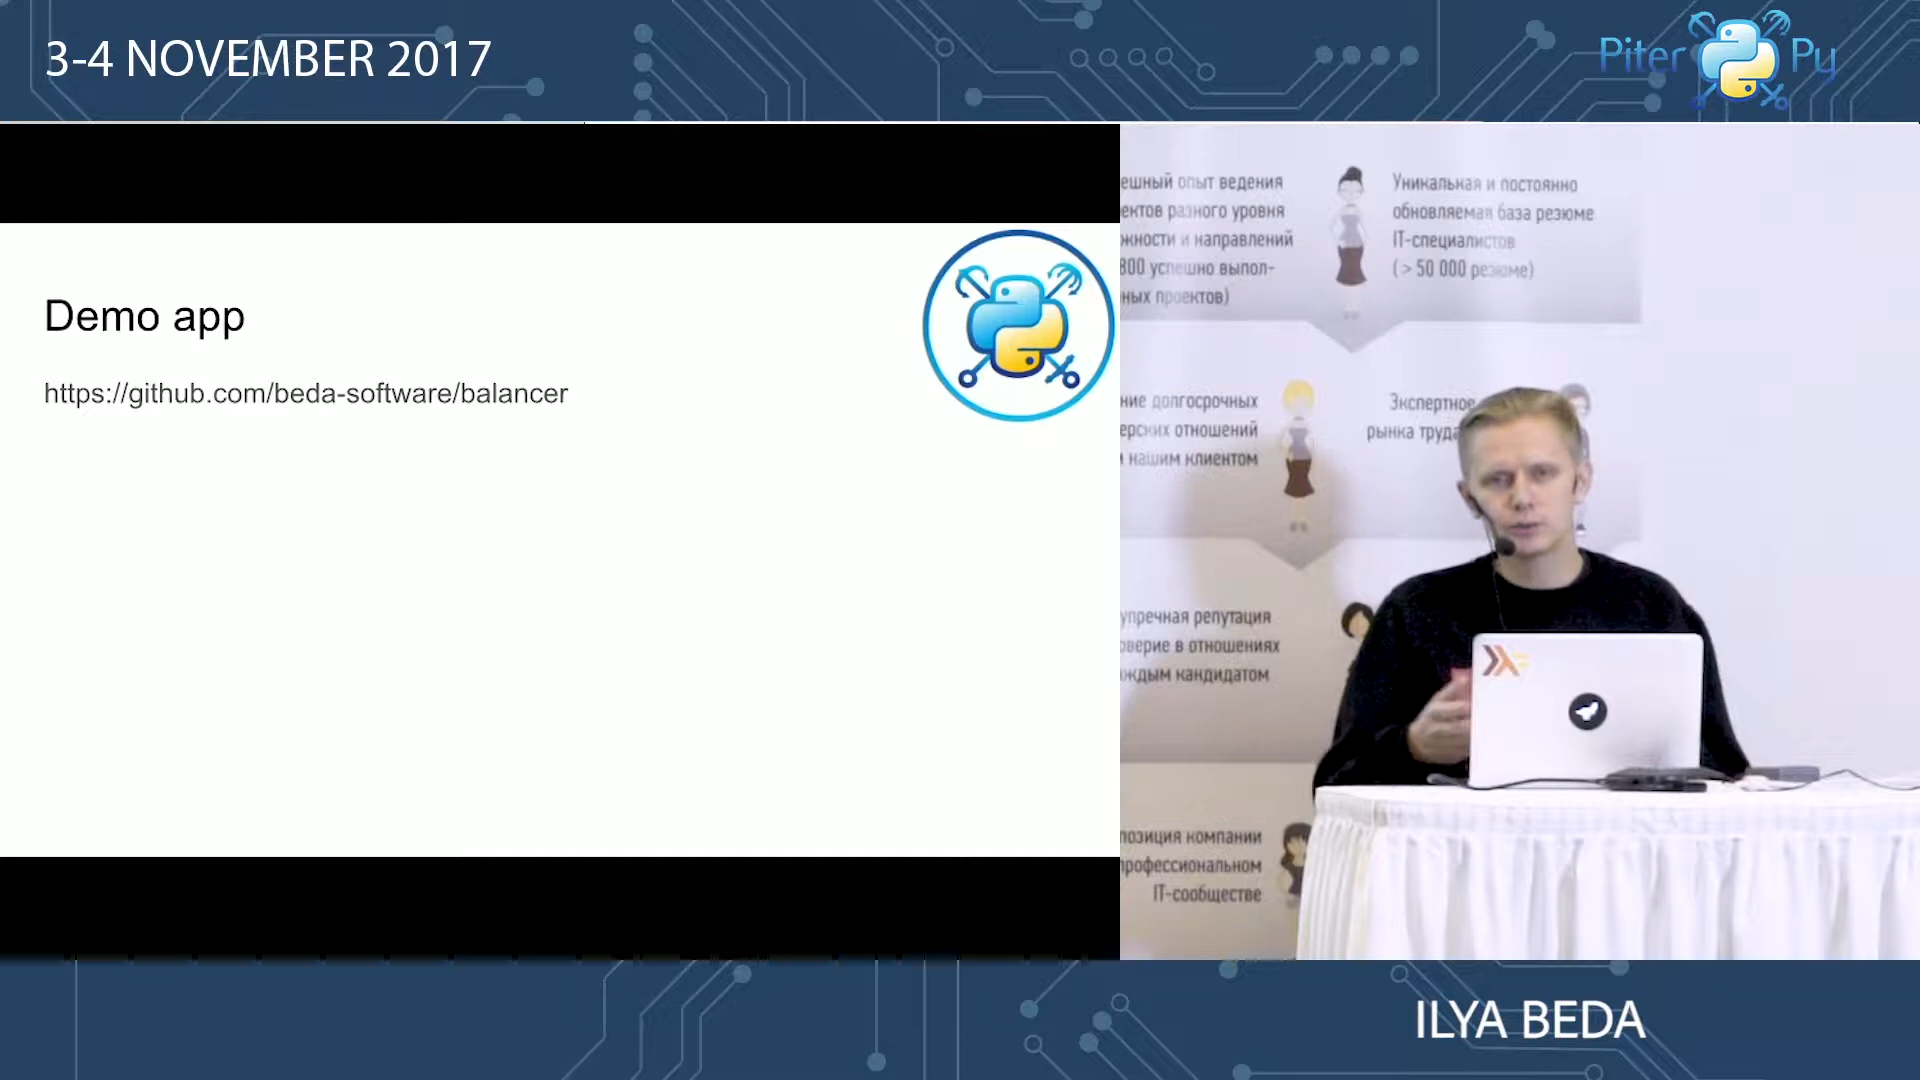 3-4 NOVEMBER 2017
Piter Py
Demo app
https://github.com/beda-software/balancer
ешный опыт ведения
ектов разного уровня
жности и направлений
800 успешно выпол-
ных проектов)
Уникальная и постоянно
обновляемая база резюме
IT-специалистов
( > 50 000 резюме)
ние долгосрочных
ерских отношений
нашим клиентом
Экспертное
рынка труда
упречная репутация
оверие в отношениях
аждым кандидатом
позиция компании
профессиональном
IT-сообществе
ILYA BEDA